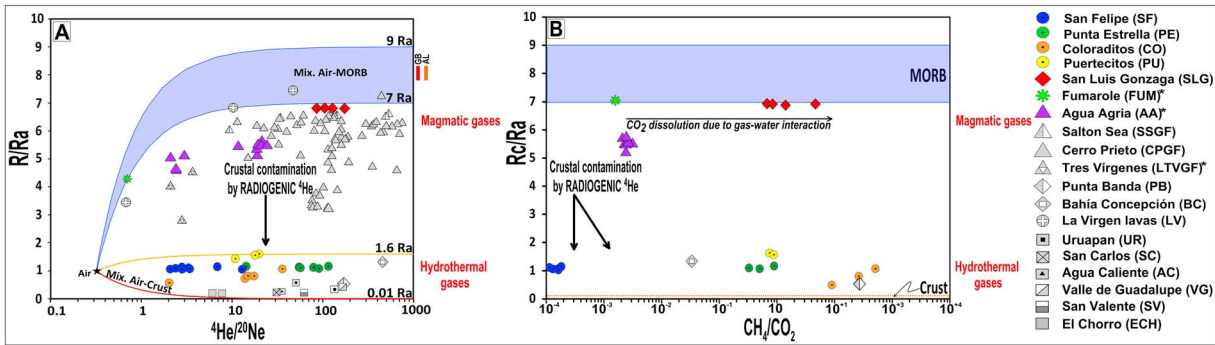 A
10
9
8
7
6
5
4
3
2
1
0
R/Ra
0.1
1
10
100
1000
⁴He/²⁰Ne
9 Ra
Mix. Air-MORB
7 Ra
GB
AL
Magmatic gases
Crustal contamination
by RADIOGENIC ⁴He
1.6 Ra
Air
Mix. Air-Crust
Hydrothermal
gases
0.01 Ra
B
10
9
8
7
6
5
4
3
2
1
0
Rc/Ra
10⁻⁴
10⁻³
10⁻²
10⁻¹
10⁺¹
10⁺²
10⁺³
10⁺⁴
CH₄/CO₂
MORB
CO₂ dissolution due to gas-water interaction
Magmatic gases
Crustal contamination
by RADIOGENIC ⁴He
Hydrothermal
gases
Crust
San Felipe (SF)
Punta Estrella (PE)
Coloraditos (CO)
Puertecitos (PU)
San Luis Gonzaga (SLG)
Fumarole (FUM)*
Agua Agria (AA)*
Salton Sea (SSGF)
Cerro Prieto (CPGF)
Tres Vírgenes (LTVGF)*
Punta Banda (PB)
Bahía Concepción (BC)
La Virgen lavas (LV)
Uruapan (UR)
San Carlos (SC)
Agua Caliente (AC)
Valle de Guadalupe (VG)
San Valente (SV)
El Chorro (ECH)